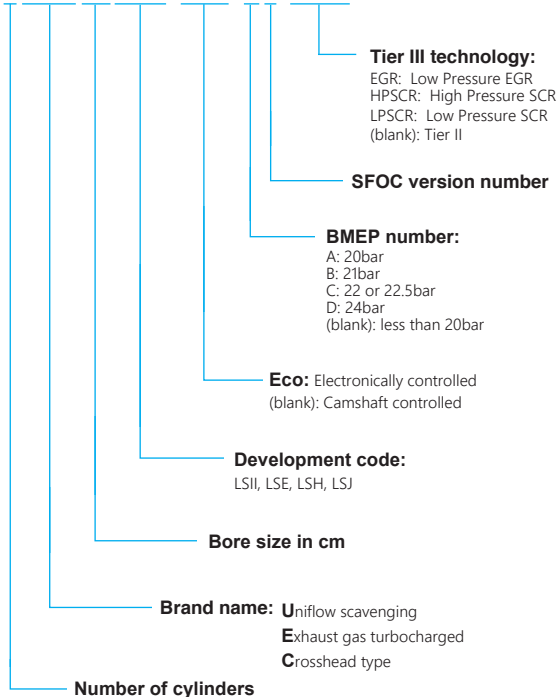 Tier III technology:
EGR: Low Pressure EGR
HPSCR: High Pressure SCR
LPSCR: Low Pressure SCR
(blank): Tier II
SFOC version number
BMEP number:
A: 20bar
B: 21bar
C: 22 or 22.5bar
D: 24bar
(blank): less than 20bar
Eco: Electronically controlled
(blank): Camshaft controlled
Development code:
LSII, LSE, LSH, LSJ
Bore size in cm
Brand name: Uniflow scavenging
Exhaust gas turbocharged
Crosshead type
Number of cylinders